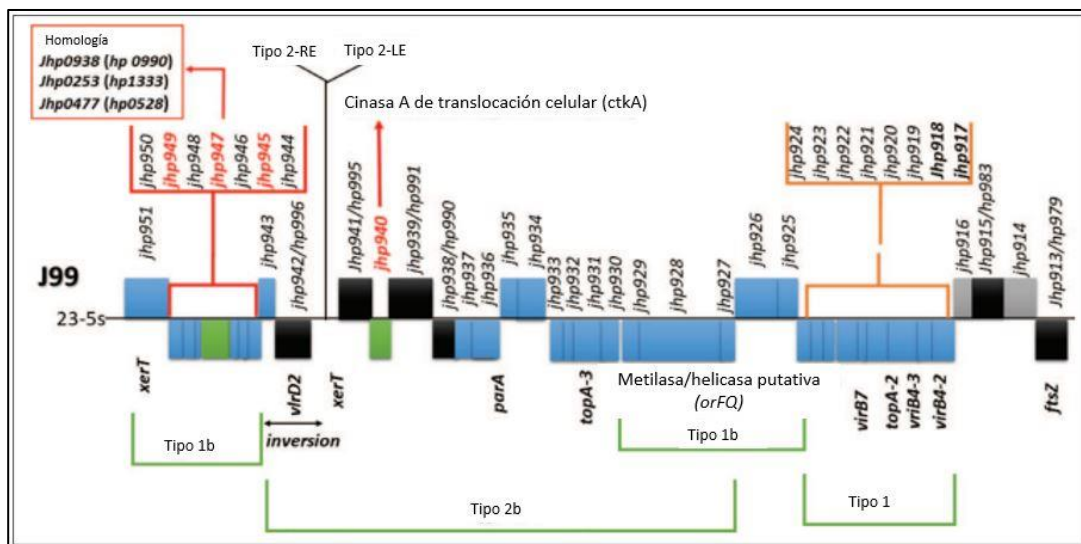 Homología
Jhp0938 (hp 0990)
Jhp0253 (hp1333)
Jhp0477 (hp0528)
Tipo 2-RE
Tipo 2-LE
Cinasa A de translocación celular (ctkA)
jhp950
jhp949
jhp948
jhp947
jhp946
jhp945
jhp944
jhp924
jhp923
jhp922
jhp921
jhp920
jhp919
Jhp918
jhp917
jhp951
jhp943
jhp942/hp996
Jhp941/hp995
jhp940
jhp939/hp991
jhp938/hp990
jhp937
jhp936
jhp935
jhp934
jhp933
jhp932
jhp931
jhp930
jhp929
jhp928
jhp927
jhp926
jhp925
jhp916
Jhp915/hp983
jhp914
Jhp913/hp979
J99
23-5s
xerT
vlrD2
xerT
parA
topA-3
Metilasa/helicasa putativa
(orFQ)
virB7
topA-2
vriB4-3
virB4-2
ftsZ
Tipo 1b
inversion
Tipo 1b
Tipo 2b
Tipo 1